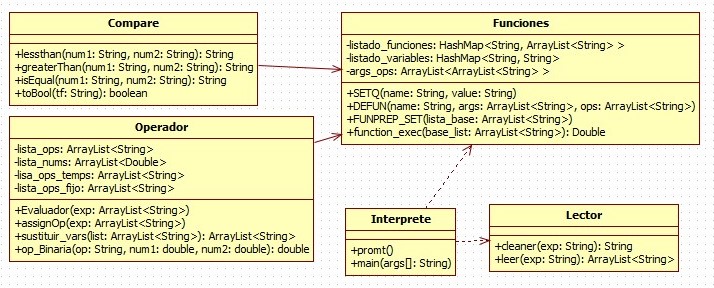 Compare
+lessthan(num1: String, num2: String): String
+greaterThan(num1: String, num2: String): String
+isEqual(num1: String, num2: String): String
+toBool(tf: String): boolean
Funciones
-listado_funciones: HashMap<String, ArrayList<String> >
-listado_variables: HashMap<String, String>
-args_ops: ArrayList<ArrayList<String> >
+SETQ(name: String, value: String)
+DEFUN(name: String, args: ArrayList<String>, ops: ArrayList<String>)
+FUNPREP_SET(lista_base: ArrayList<String>)
+function_exec(base_list: ArrayList<String>): Double
Operador
-lista_ops: ArrayList<String>
-lista_nums: ArrayList<Double>
-lisa_ops_temps: ArrayList<String>
-lista_ops_fijo: ArrayList<String>
+Evaluador(exp: ArrayList<String>)
+assignOp(exp: ArrayList<String>)
+sustituir_vars(list: ArrayList<String>): ArrayList<String>
+op_Binaria(op: String, num1: double, num2: double): double
Interprete
+promt()
+main(args[]: String)
Lector
+cleaner(exp: String): String
+leer(exp: String): ArrayList<String>